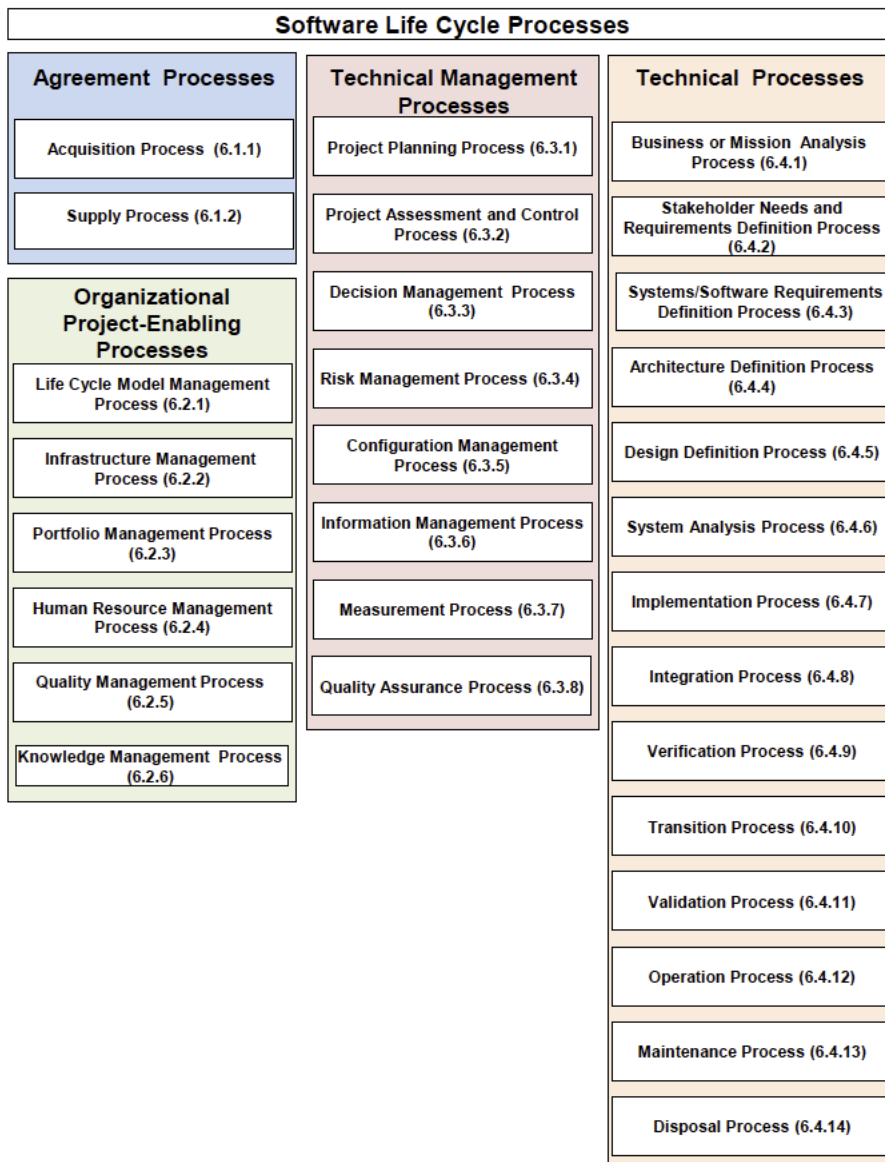 Software Life Cycle Processes
Agreement Processes
Acquisition Process (6.1.1)
Supply Process (6.1.2)
Organizational
Project-Enabling
Processes
Life Cycle Model Management
Process (6.2.1)
Infrastructure Management
Process (6.2.2)
Portfolio Management Process
(6.2.3)
Human Resource Management
Process (6.2.4)
Quality Management Process
(6.2.5)
Knowledge Management Process
(6.2.6)
Technical Management
Processes
Project Planning Process (6.3.1)
Project Assessment and Control
Process (6.3.2)
Decision Management Process
(6.3.3)
Risk Management Process (6.3.4)
Configuration Management
Process (6.3.5)
Information Management Process
(6.3.6)
Measurement Process (6.3.7)
Quality Assurance Process (6.3.8)
Technical Processes
Business or Mission Analysis
Process (6.4.1)
Stakeholder Needs and
Requirements Definition Process
(6.4.2)
Systems/Software Requirements
Definition Process (6.4.3)
Architecture Definition Process
(6.4.4)
Design Definition Process (6.4.5)
System Analysis Process (6.4.6)
Implementation Process (6.4.7)
Integration Process (6.4.8)
Verification Process (6.4.9)
Transition Process (6.4.10)
Validation Process (6.4.11)
Operation Process (6.4.12)
Maintenance Process (6.4.13)
Disposal Process (6.4.14)